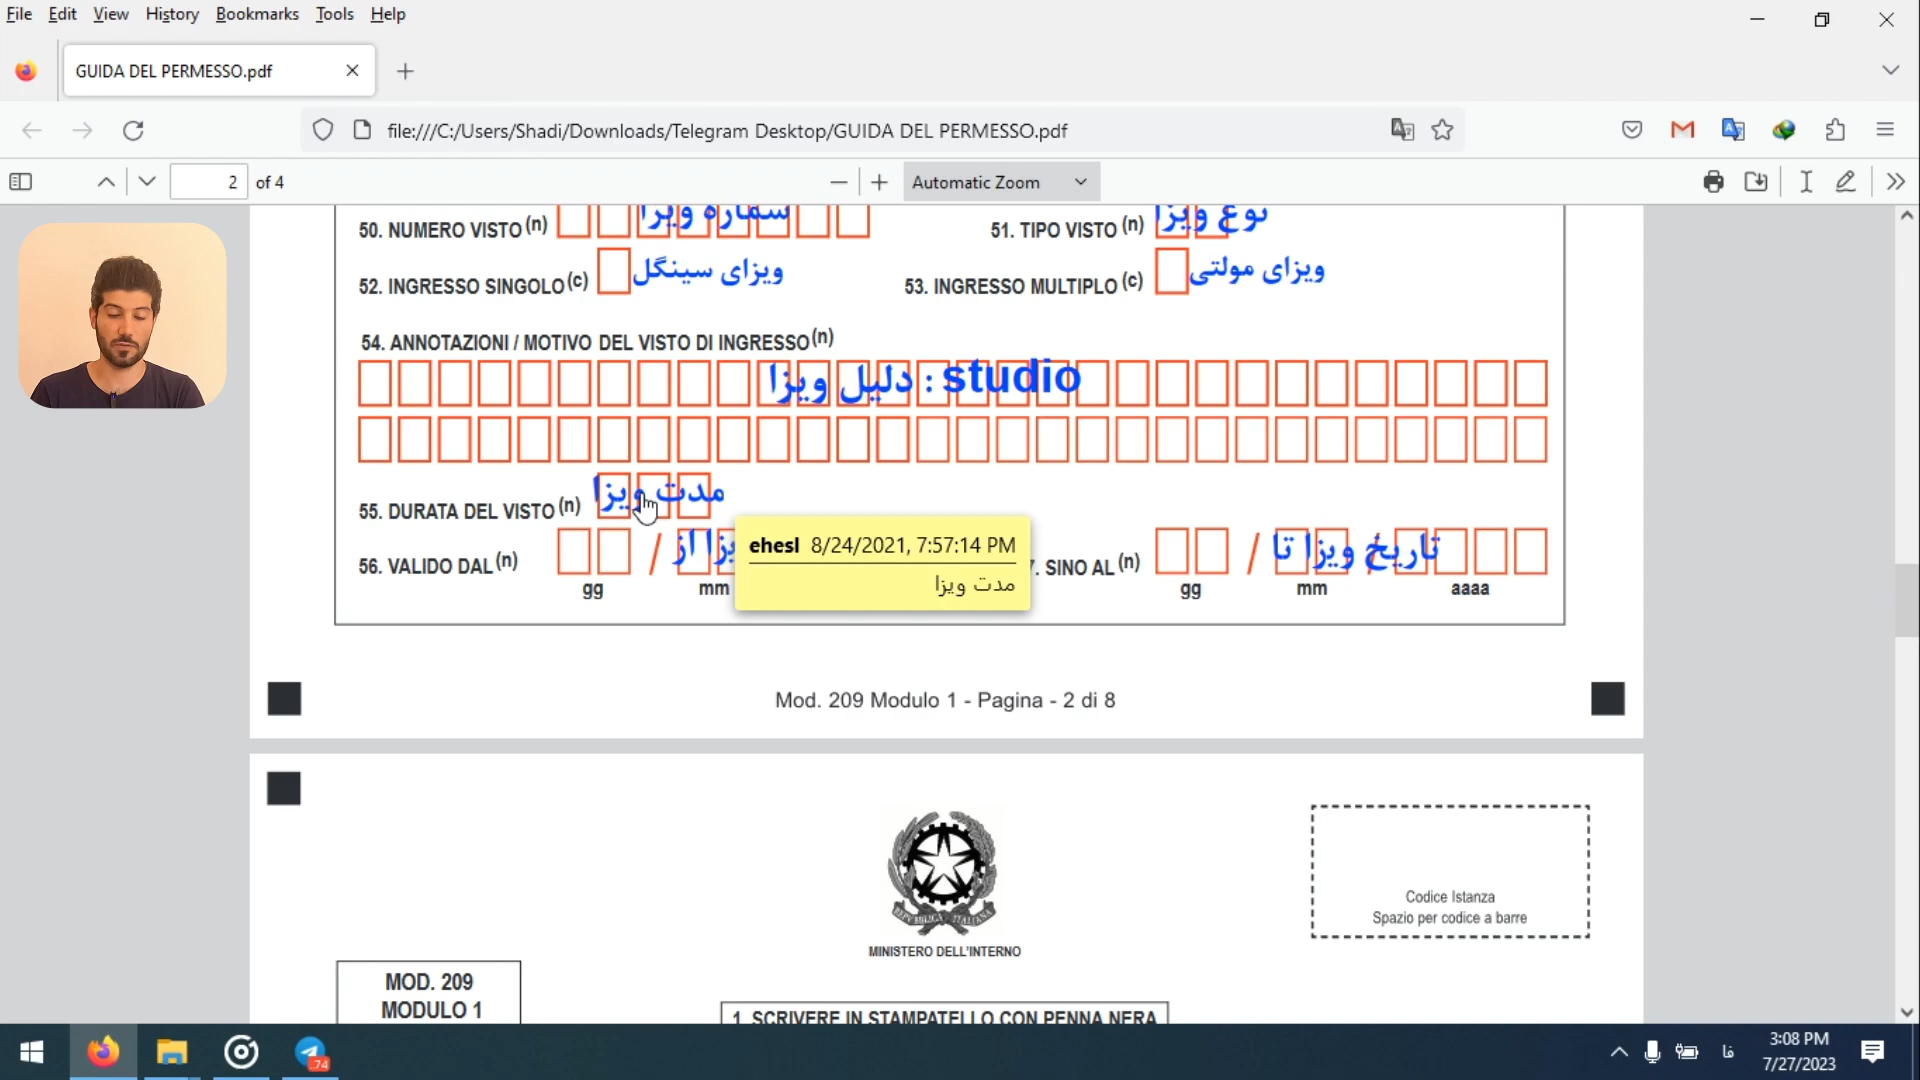 File Edit View History Bookmarks Tools Help
GUIDA DEL PERMESSO.pdf
file:///C:/Users/Shadi/Downloads/Telegram Desktop/GUIDA DEL PERMESSO.pdf
2 of 4
Automatic Zoom
50. NUMERO VISTO (n) شماره ویزا 51. TIPO VISTO (n) نوع ویزا
52. INGRESSO SINGOLO (c) ویزای سینگل 53. INGRESSO MULTIPLO (c) ویزای مولتی
54. ANNOTAZIONI / MOTIVO DEL VISTO DI INGRESSO (n)
دلیل ویزا : studio
55. DURATA DEL VISTO (n) مدت ویزا
ehesl 8/24/2021, 7:57:14 PM
مدت ویزا
56. VALIDO DAL (n) / یزا از SINO AL (n) / تاریخ ویزا تا /
gg mm gg mm aaaa
Mod. 209 Modulo 1 - Pagina - 2 di 8
Codice Istanza
Spazio per codice a barre
REPVBBLICA ITALIANA
MINISTERO DELL'INTERNO
MOD. 209
MODULO 1
1. SCRIVERE IN STAMPATELLO CON PENNA NERA
74
فا
3:08 PM
7/27/2023